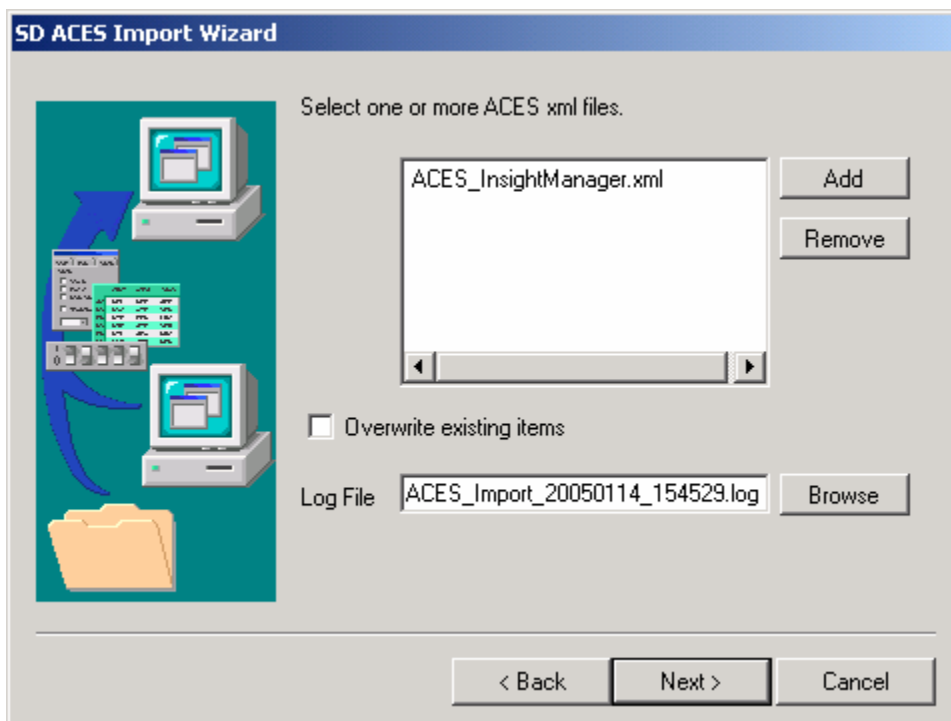 SD ACES Import Wizard
Select one or more ACES xml files.
ACES_InsightManager.xml
Add
Remove
Overwrite existing items
Log File
ACES_Import_20050114_154529.log
Browse
< Back
Next >
Cancel